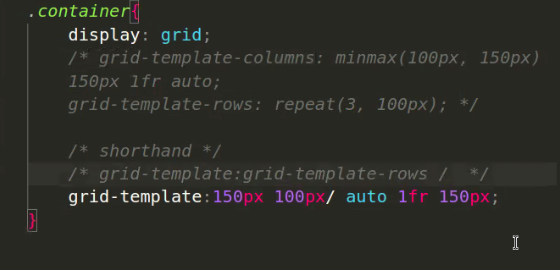 .container{
display: grid;
/* grid-template-columns: minmax(100px, 150px)
150px 1fr auto;
grid-template-rows: repeat(3, 100px); */
/* shorthand */
/* grid-template:grid-template-rows /  */
grid-template:150px 100px/ auto 1fr 150px;
}